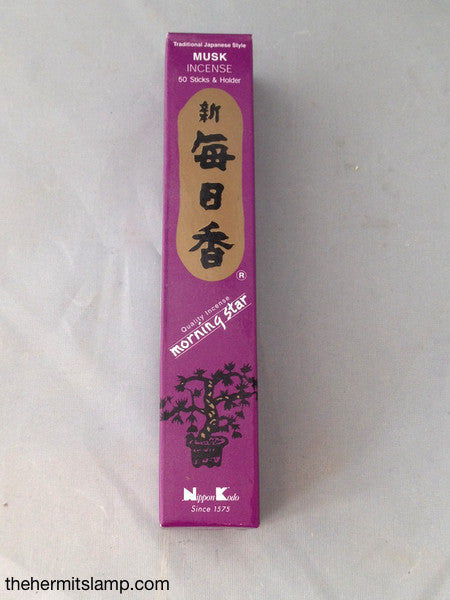 Traditional Japanese Style
MUSK
INCENSE
50 Sticks & Holder
新
毎日香
®
Quality Incense
morning star
Nippon Kodo
Since 1575
thehermitslamp.com